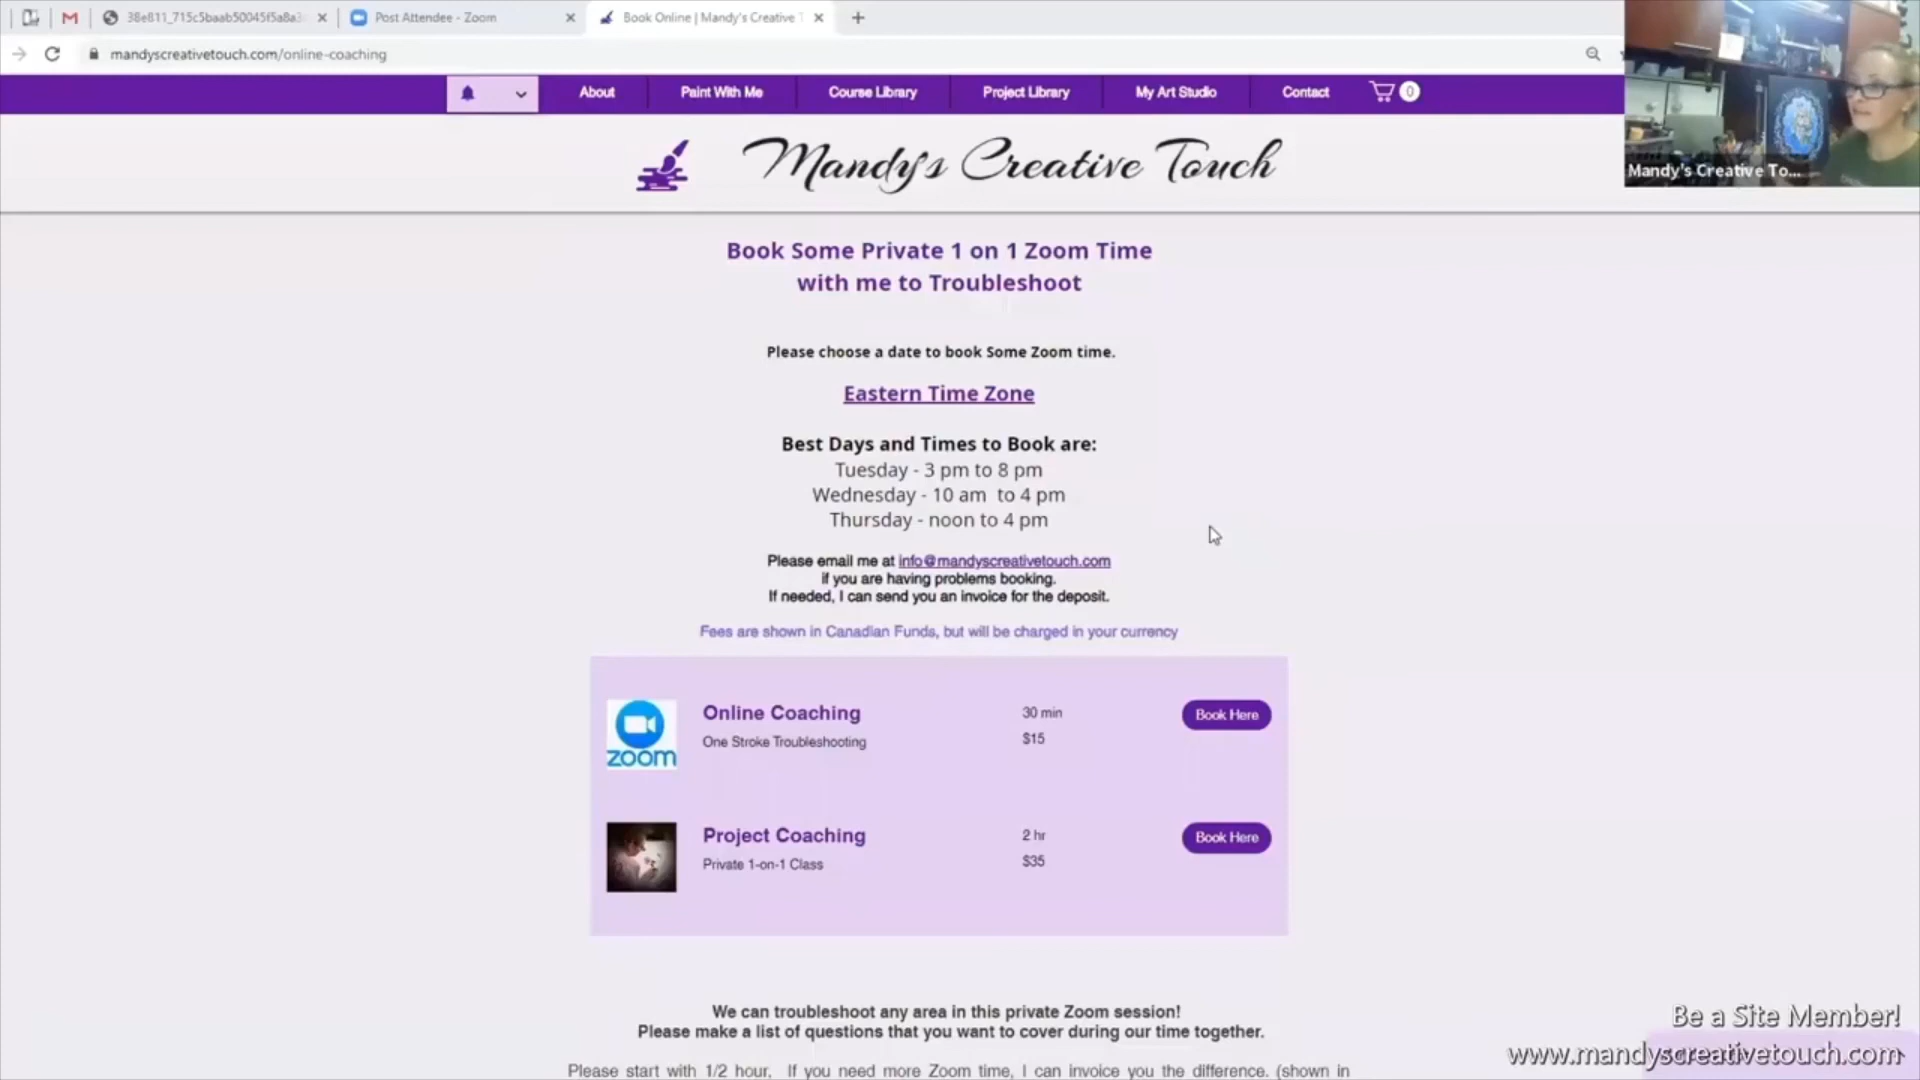 38e811_715c5baab50045f5a8a3
Post Attendee - Zoom
Book Online | Mandy's Creative T
mandyscreativetouch.com/online-coaching
About
Paint With Me
Course Library
Project Library
My Art Studio
Contact
0
Mandy's Creative To...
Mandy's Creative Touch
Book Some Private 1 on 1 Zoom Time
with me to Troubleshoot
Please choose a date to book Some Zoom time.
Eastern Time Zone
Best Days and Times to Book are:
Tuesday - 3 pm to 8 pm
Wednesday - 10 am to 4 pm
Thursday - noon to 4 pm
Please email me at info@mandyscreativetouch.com
if you are having problems booking.
If needed, I can send you an invoice for the deposit.
Fees are shown in Canadian Funds, but will be charged in your currency
zoom
Online Coaching
One Stroke Troubleshooting
30 min
$15
Book Here
Project Coaching
Private 1-on-1 Class
2 hr
$35
Book Here
We can troubleshoot any area in this private Zoom session!
Please make a list of questions that you want to cover during our time together.
Please start with 1/2 hour, If you need more Zoom time, I can invoice you the difference. (shown in
Be a Site Member!
www.mandyscreativetouch.com